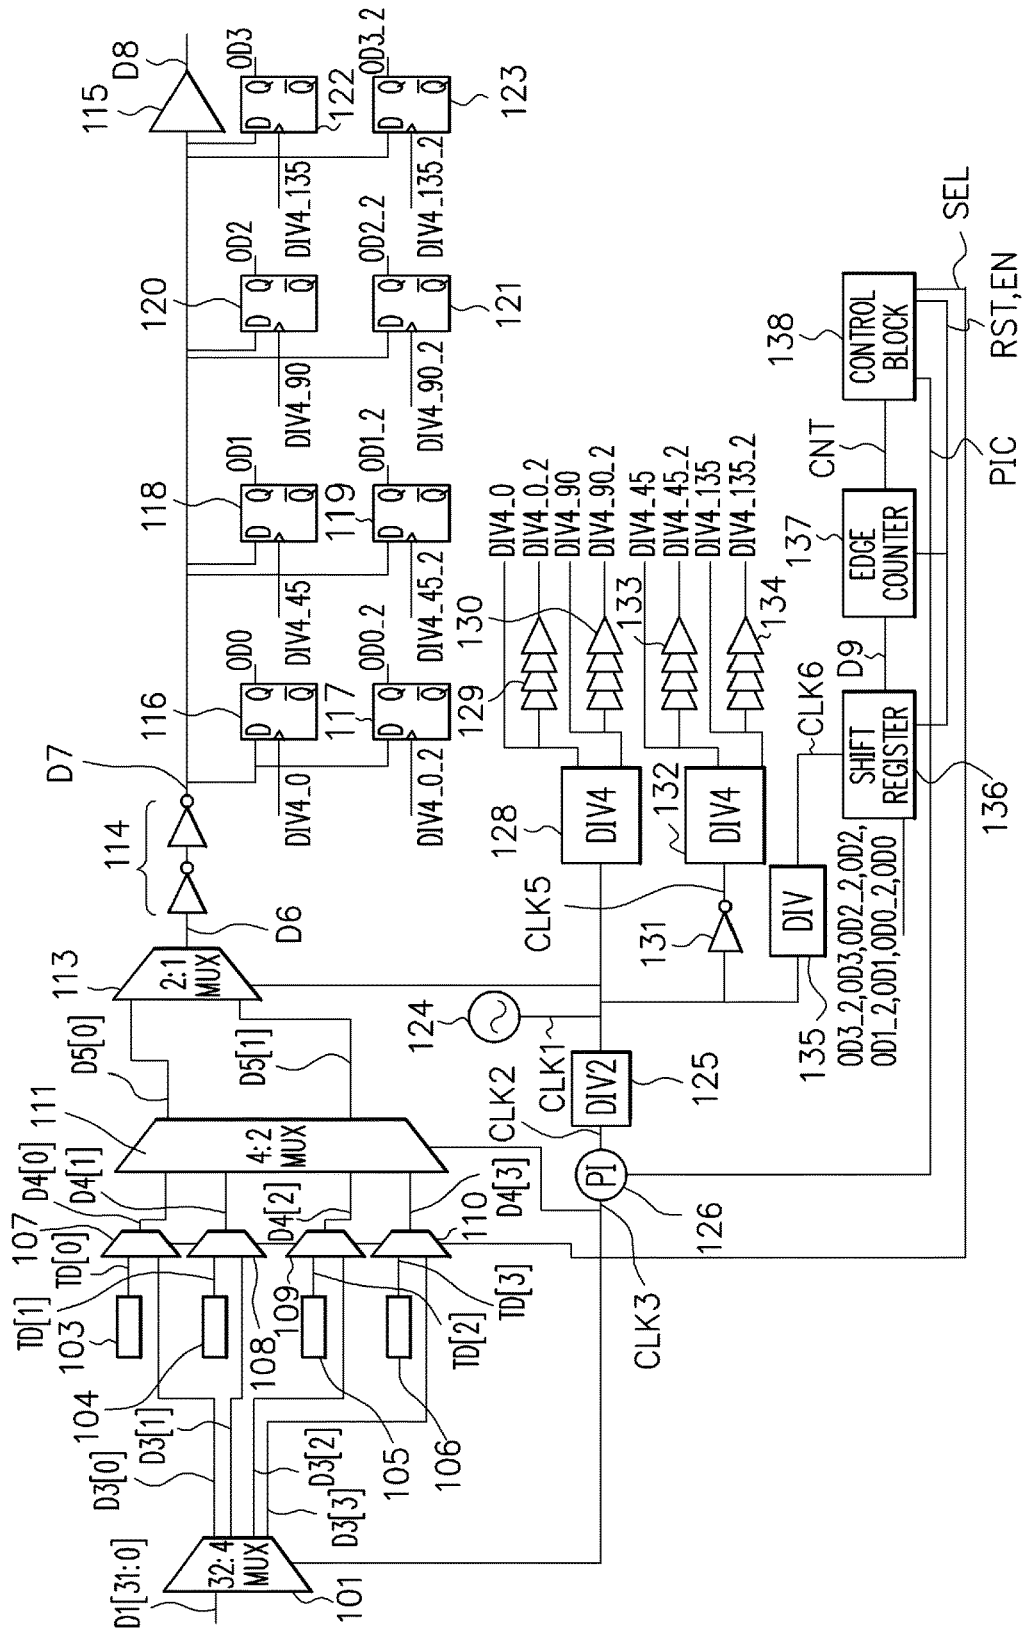 D1[31:0]
32:4
MUX
101
D3[0]
D3[1]
D3[2]
D3[3]
103
104
105
106
TD[0]
TD[1]
TD[2]
TD[3]
107
108
109
110
D4[0]
D4[1]
D4[2]
D4[3]
111
4:2
MUX
D5[0]
D5[1]
113
2:1
MUX
D6
114
D7
115
D8
116
D
Q
Q
OD0
DIV4_0
117
D
Q
Q
OD0_2
DIV4_0_2
118
D
Q
Q
OD1
DIV4_45
119
D
Q
Q
OD1_2
DIV4_45_2
120
D
Q
Q
OD2
DIV4_90
121
D
Q
Q
OD2_2
DIV4_90_2
122
D
Q
Q
OD3
DIV4_135
123
D
Q
Q
OD3_2
DIV4_135_2
124
CLK1
DIV2
125
CLK2
PI
126
CLK3
128
DIV4
129
130
DIV4_0
DIV4_0_2
DIV4_90
DIV4_90_2
131
CLK5
132
DIV4
133
134
DIV4_45
DIV4_45_2
DIV4_135
DIV4_135_2
DIV
135
CLK6
OD3_2,OD3,OD2_2,OD2,
OD1_2,OD1,OD0_2,OD0
SHIFT
REGISTER
136
D9
137
EDGE
COUNTER
CNT
138
CONTROL
BLOCK
SEL
RST,EN
PIC